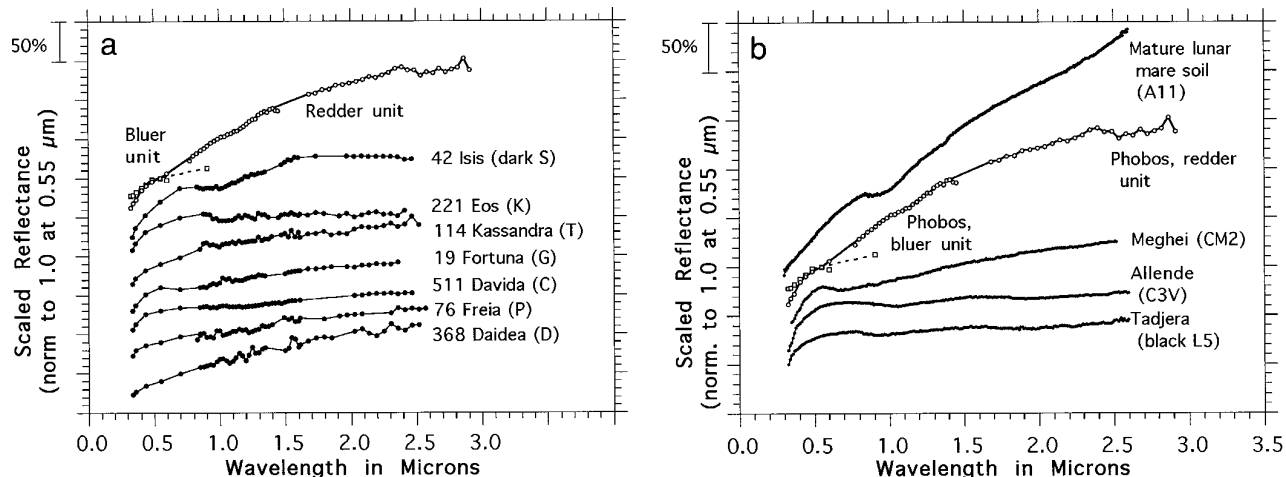 50%
a
Redder unit
Bluer
unit
42 Isis (dark S)
221 Eos (K)
114 Kassandra (T)
19 Fortuna (G)
511 Davida (C)
76 Freia (P)
368 Daidea (D)
Scaled Reflectance
(norm to 1.0 at 0.55 µm)
0.0 0.5 1.0 1.5 2.0 2.5 3.0
Wavelength in Microns
50%
b
Mature lunar
mare soil
(A11)
Phobos, redder
unit
Phobos,
bluer unit
Meghei (CM2)
Allende
(C3V)
Tadjera
(black L5)
Scaled Reflectance
(norm. to 1.0 at 0.55 µm)
0.0 0.5 1.0 1.5 2.0 2.5 3.0 3.5
Wavelength in Microns